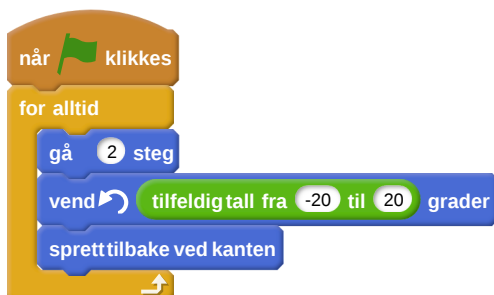 når klikkes
for alltid
gå 2 steg
vend tilfeldig tall fra -20 til 20 grader
sprett tilbake ved kanten